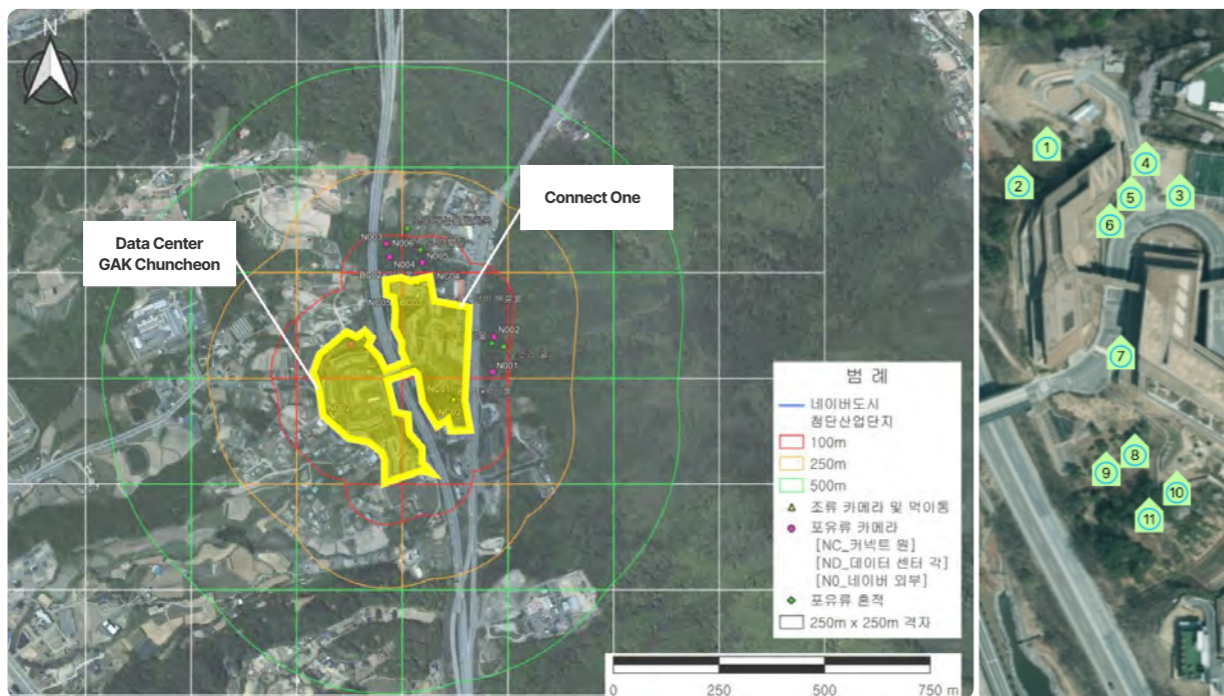 N
Data Center
GAK Chuncheon
Connect One
N003
N006
N004
N005
NC04
N002
N001
NC02
범 례
네이버도시
첨단산업단지
100m
250m
500m
조류 카메라 및 먹이통
포유류 카메라
[NC_커넥트 원]
[ND_데이터 센터 각]
[N0_네이버 외부]
포유류 흔적
250m x 250m 격자
0 250 500 750 m
1
2
4
3
5
6
7
8
9
10
11